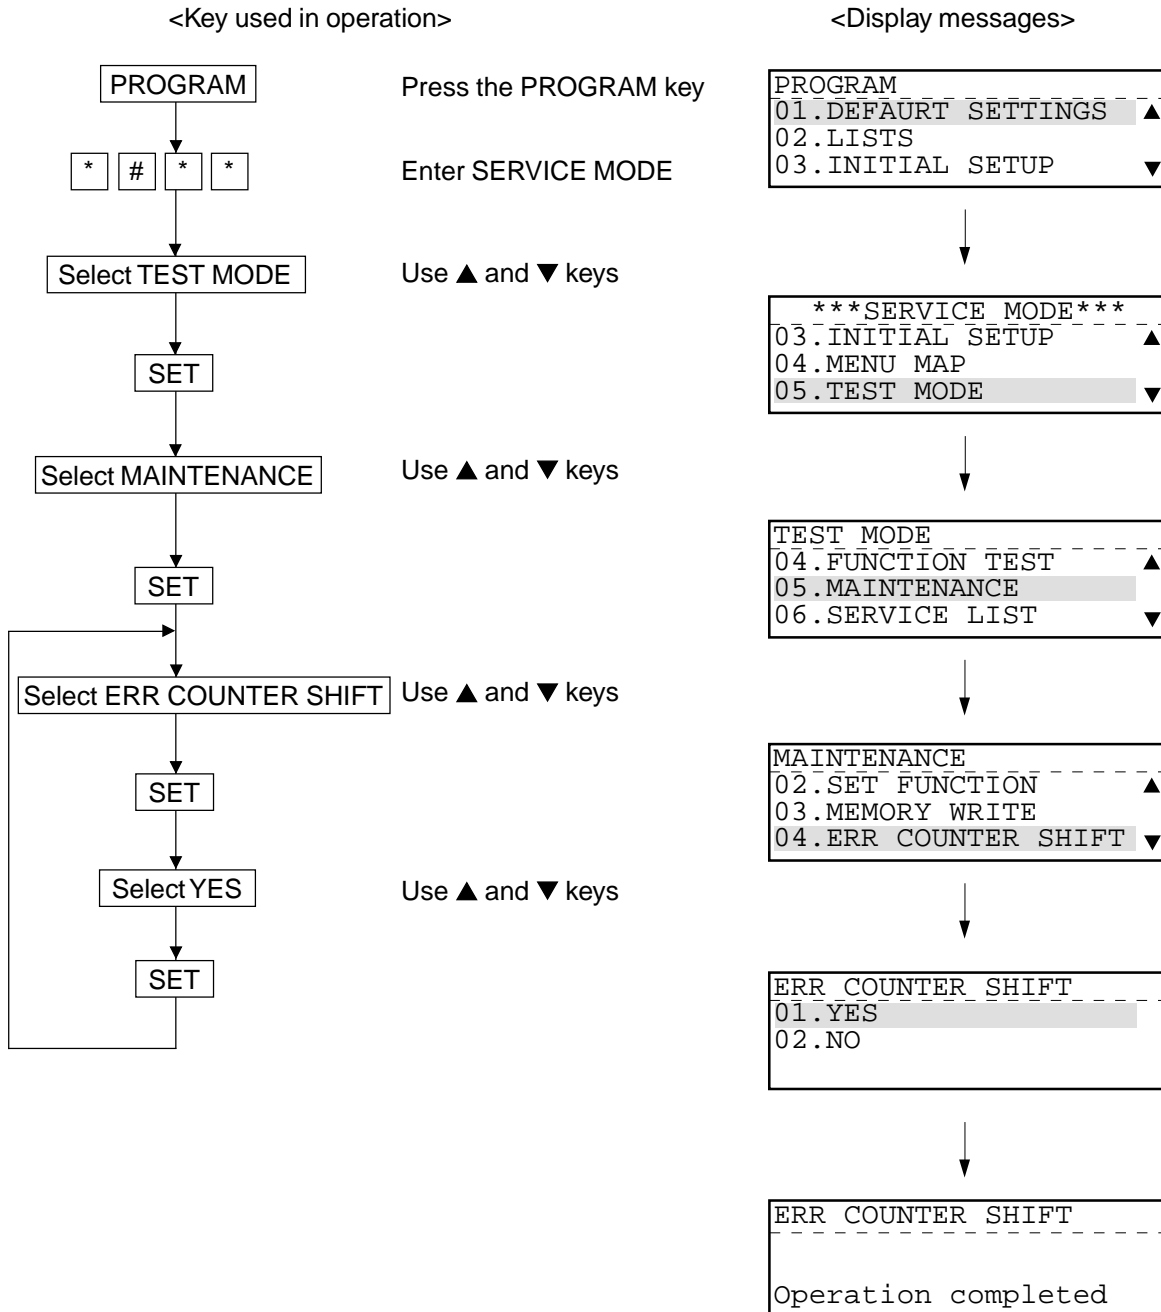 <Key used in operation>
<Display messages>
PROGRAM
Press the PROGRAM key
* # * *
Enter SERVICE MODE
Select TEST MODE
Use ▲ and ▼ keys
SET
Select MAINTENANCE
Use ▲ and ▼ keys
SET
Select ERR COUNTER SHIFT
Use ▲ and ▼ keys
SET
Select YES
Use ▲ and ▼ keys
SET
PROGRAM
01.DEFAURT SETTINGS ▲
02.LISTS
03.INITIAL SETUP ▼
***SERVICE MODE***
03.INITIAL SETUP ▲
04.MENU MAP
05.TEST MODE ▼
TEST MODE
04.FUNCTION TEST ▲
05.MAINTENANCE
06.SERVICE LIST ▼
MAINTENANCE
02.SET FUNCTION ▲
03.MEMORY WRITE
04.ERR COUNTER SHIFT ▼
ERR COUNTER SHIFT
01.YES
02.NO
ERR COUNTER SHIFT
Operation completed